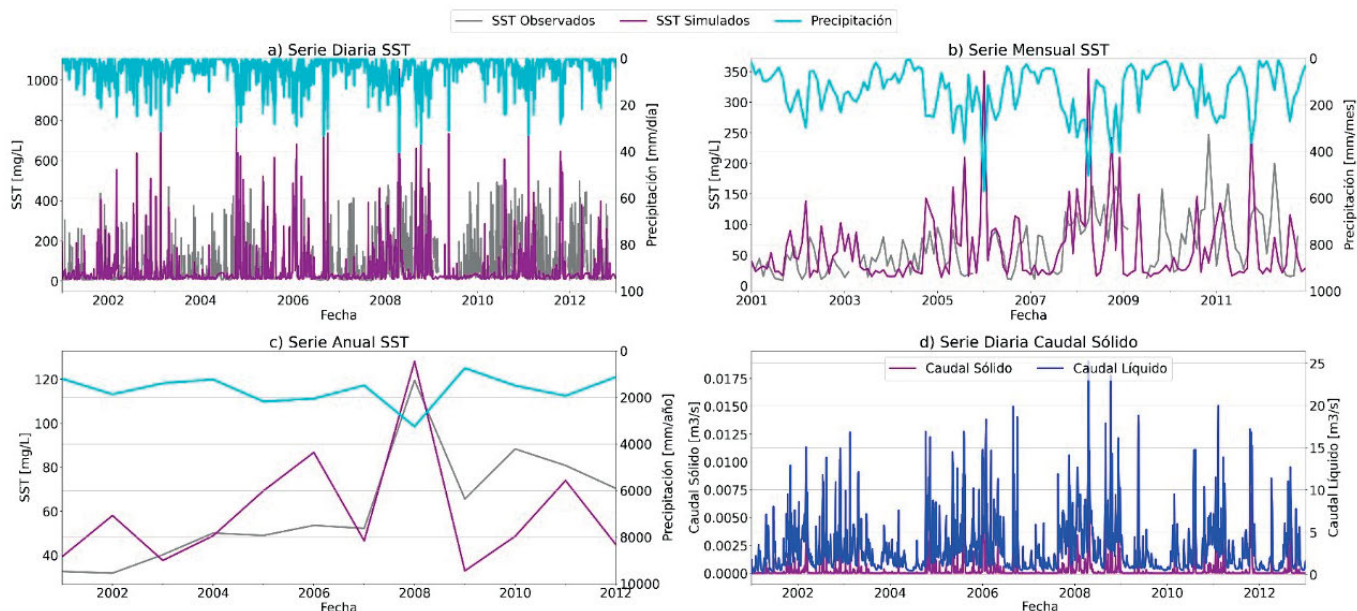 SST Observados SST Simulados Precipitación
a) Serie Diaria SST
1000
800
600
400
200
0
SST [mg/L]
0
20
40
60
80
100
Precipitación [mm/día]
2002 2004 2006 2008 2010 2012
Fecha
b) Serie Mensual SST
350
300
250
200
150
100
50
0
SST [mg/L]
0
200
400
600
800
1000
Precipitación [mm/mes]
2001 2003 2005 2007 2009 2011
Fecha
c) Serie Anual SST
120
100
80
60
40
SST [mg/L]
0
2000
4000
6000
8000
10000
Precipitación [mm/año]
2002 2004 2006 2008 2010 2012
Fecha
d) Serie Diaria Caudal Sólido
Caudal Sólido Caudal Líquido
0.0175
0.0150
0.0125
0.0100
0.0075
0.0050
0.0025
0.0000
Caudal Sólido [m3/s]
25
20
15
10
5
0
Caudal Líquido [m3/s]
2002 2004 2006 2008 2010 2012
Fecha